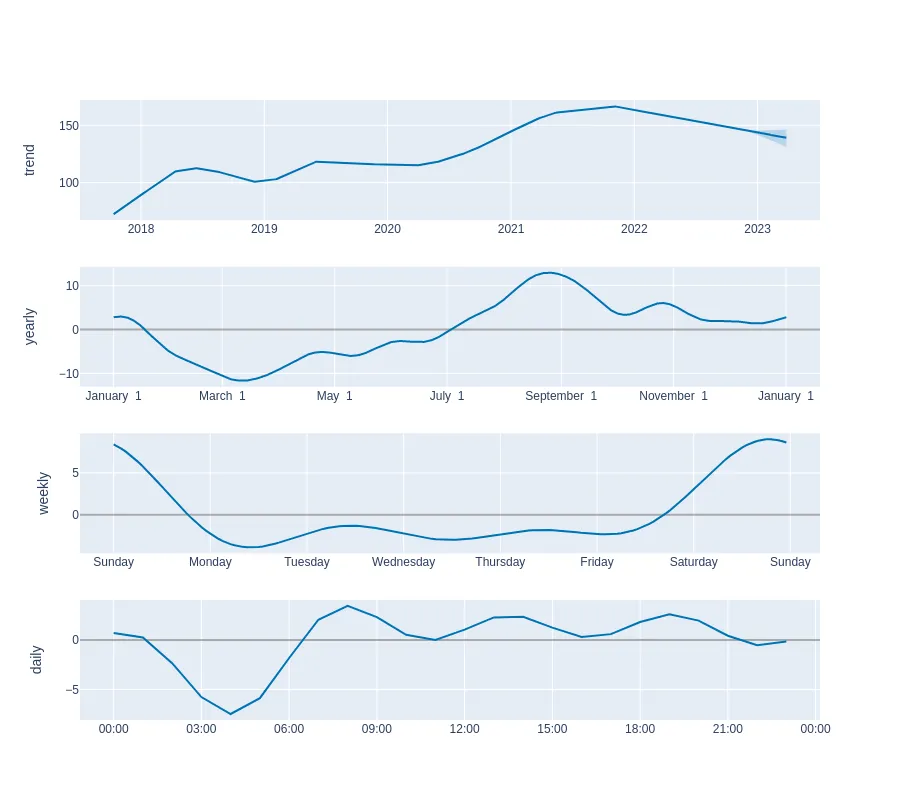 trend
150
100
2018 2019 2020 2021 2022 2023
yearly
10
0
−10
January 1 March 1 May 1 July 1 September 1 November 1 January 1
weekly
5
0
Sunday Monday Tuesday Wednesday Thursday Friday Saturday Sunday
daily
0
−5
00:00 03:00 06:00 09:00 12:00 15:00 18:00 21:00 00:00